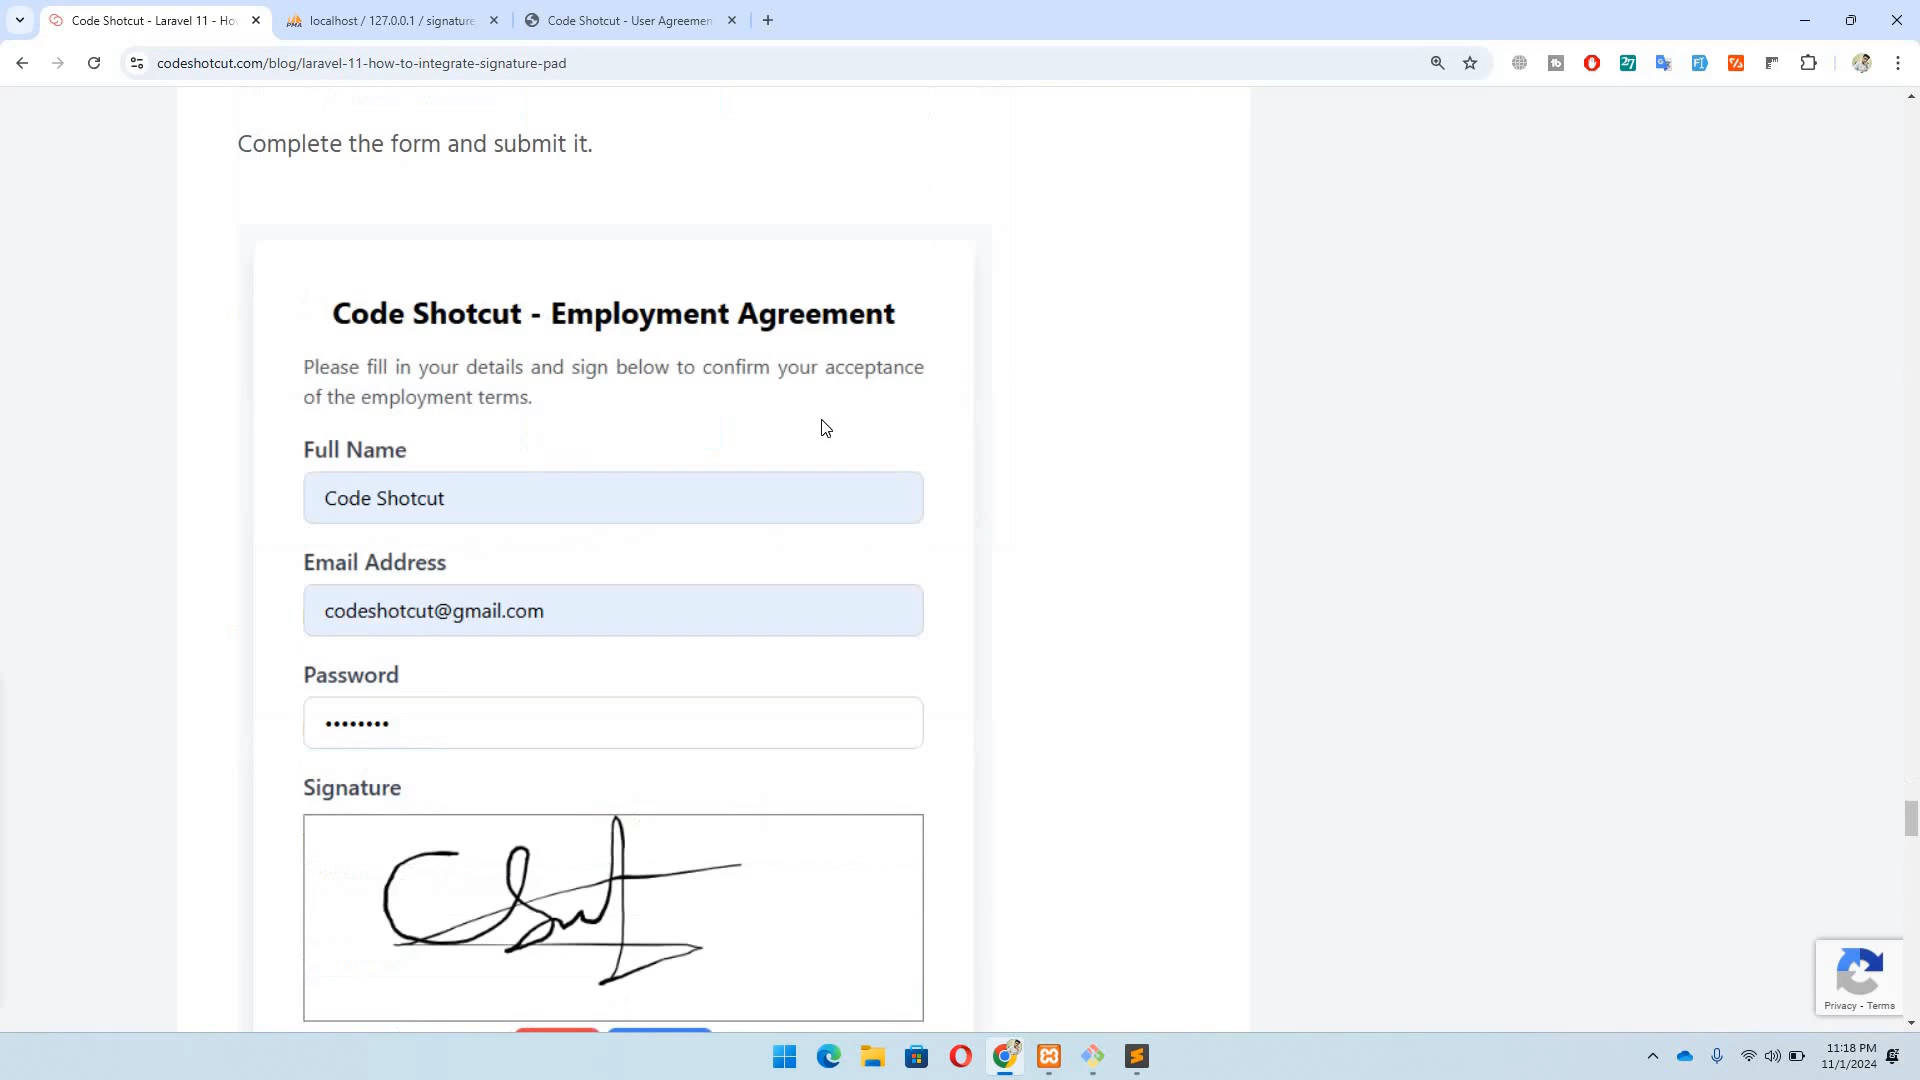 Code Shotcut - Laravel 11 - Ho
localhost / 127.0.0.1 / signature
Code Shotcut - User Agreemen
codeshotcut.com/blog/laravel-11-how-to-integrate-signature-pad
Complete the form and submit it.
Code Shotcut - Employment Agreement
Please fill in your details and sign below to confirm your acceptance
of the employment terms.
Full Name
Code Shotcut
Email Address
codeshotcut@gmail.com
Password
••••••••
Signature
Privacy - Terms
11:18 PM
11/1/2024